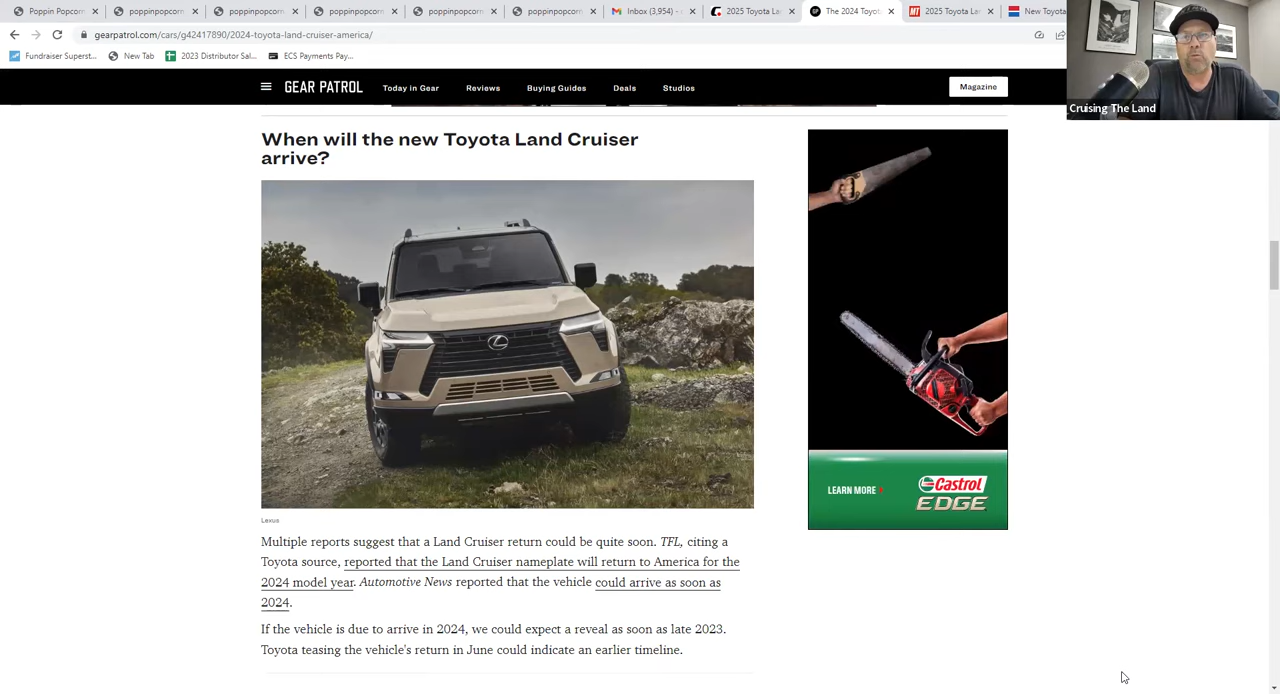 Poppin Popcorn
poppinpopcorn
poppinpopcorn
poppinpopcorn
poppinpopcorn
poppinpopcorn
Inbox (3,954) -
2025 Toyota La
The 2024 Toyot
2025 Toyota La
New Toyota
gearpatrol.com/cars/g42417890/2024-toyota-land-cruiser-america/
Fundraiser Superst...
New Tab
2023 Distributor Sal...
ECS Payments Pay...
GEAR PATROL
Today in Gear
Reviews
Buying Guides
Deals
Studios
Magazine
Cruising The Land
When will the new Toyota Land Cruiser
arrive?
LEARN MORE
Castrol
EDGE
Lexus
Multiple reports suggest that a Land Cruiser return could be quite soon. TFL, citing a
Toyota source, reported that the Land Cruiser nameplate will return to America for the
2024 model year. Automotive News reported that the vehicle could arrive as soon as
2024.
If the vehicle is due to arrive in 2024, we could expect a reveal as soon as late 2023.
Toyota teasing the vehicle's return in June could indicate an earlier timeline.